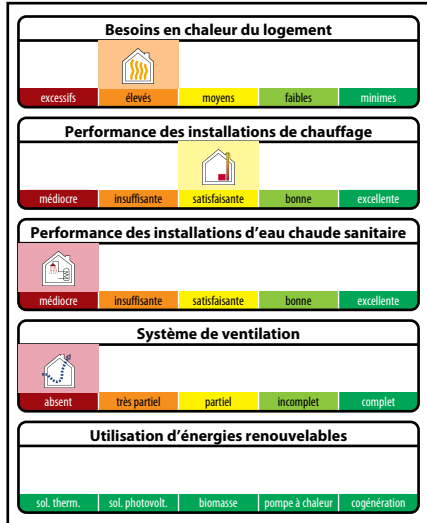 Besoins en chaleur du logement
excessifs élevés moyens faibles minimes
Performance des installations de chauffage
médiocre insuffisante satisfaisante bonne excellente
Performance des installations d’eau chaude sanitaire
médiocre insuffisante satisfaisante bonne excellente
Système de ventilation
absent très partiel partiel incomplet complet
Utilisation d’énergies renouvelables
sol. therm. sol. photovolt. biomasse pompe à chaleur cogénération